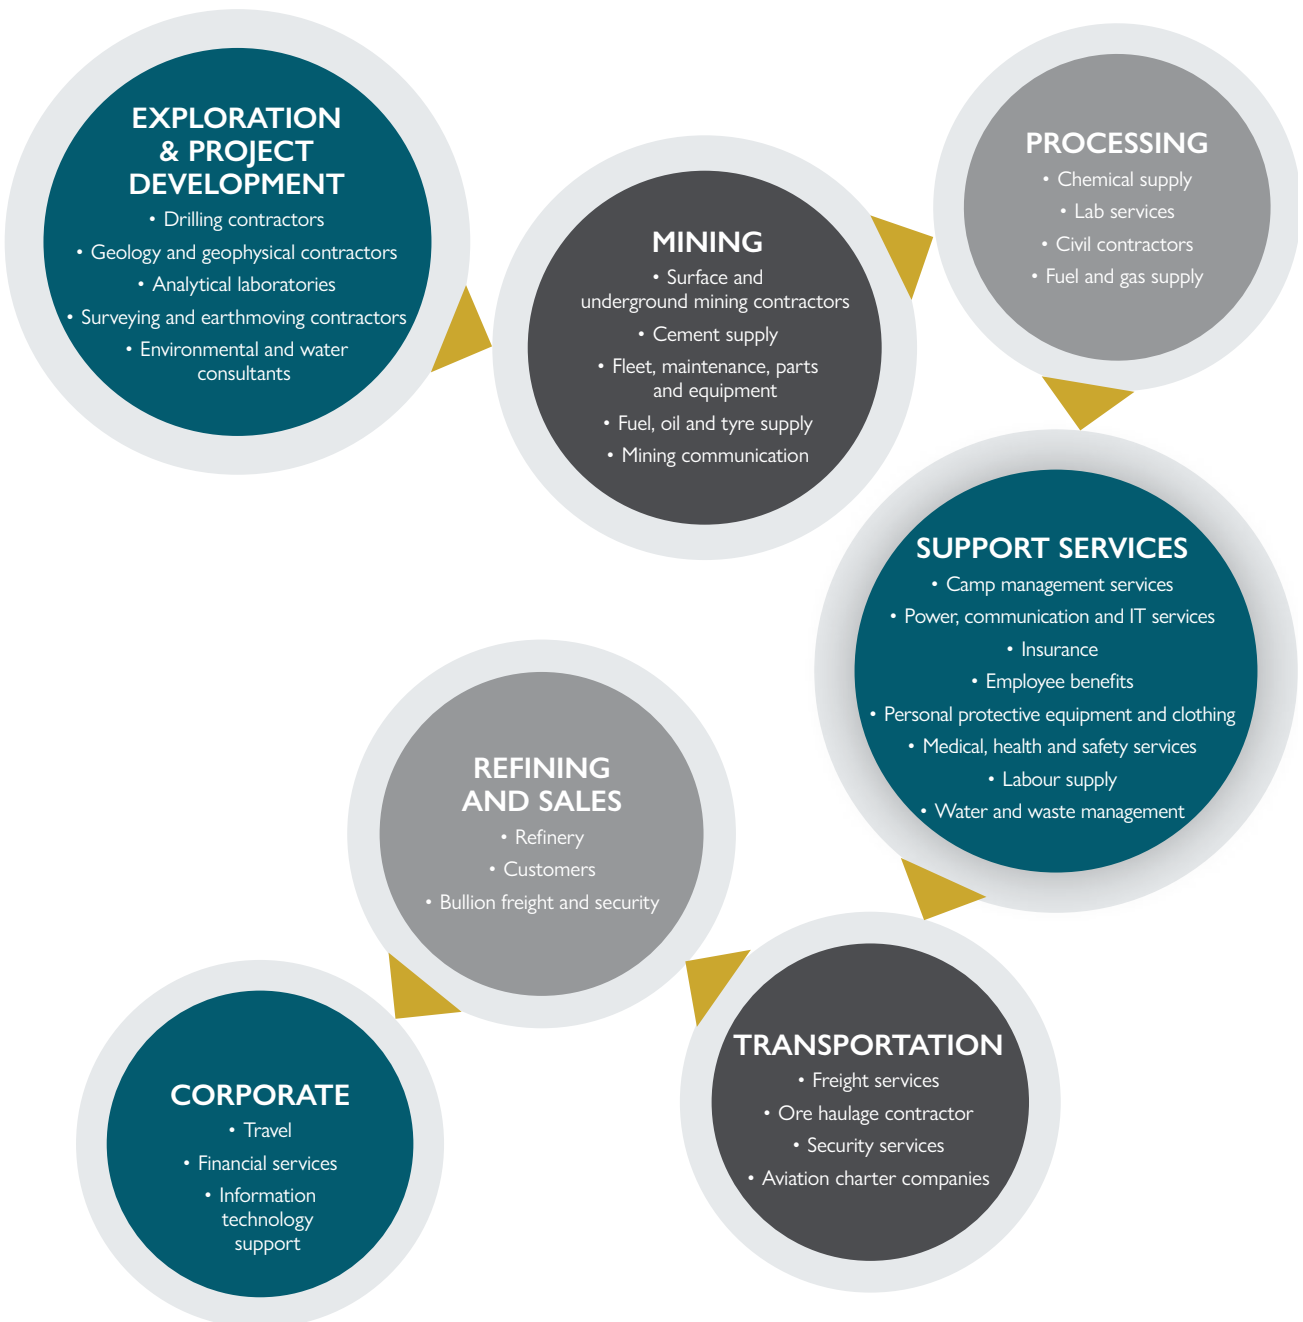 EXPLORATION
& PROJECT
DEVELOPMENT
• Drilling contractors
• Geology and geophysical contractors
• Analytical laboratories
• Surveying and earthmoving contractors
• Environmental and water
consultants
MINING
• Surface and
underground mining contractors
• Cement supply
• Fleet, maintenance, parts
and equipment
• Fuel, oil and tyre supply
• Mining communication
PROCESSING
• Chemical supply
• Lab services
• Civil contractors
• Fuel and gas supply
SUPPORT SERVICES
• Camp management services
• Power, communication and IT services
• Insurance
• Employee benefits
• Personal protective equipment and clothing
• Medical, health and safety services
• Labour supply
• Water and waste management
TRANSPORTATION
• Freight services
• Ore haulage contractor
• Security services
• Aviation charter companies
REFINING
AND SALES
• Refinery
• Customers
• Bullion freight and security
CORPORATE
• Travel
• Financial services
• Information
technology
support